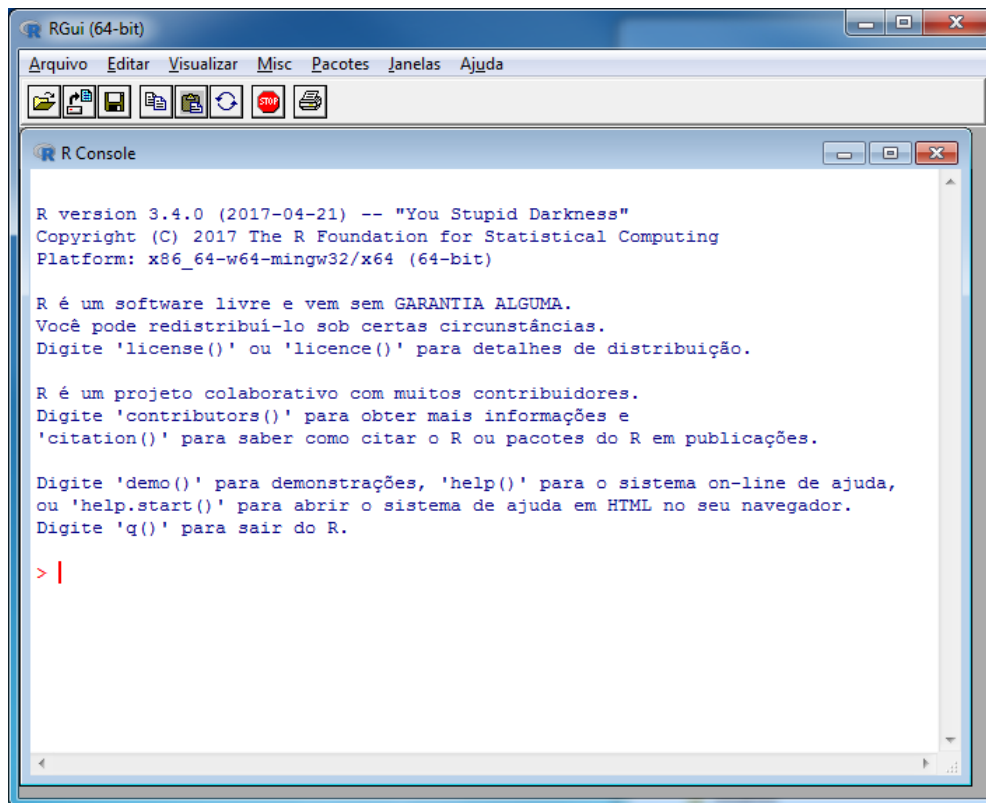 RGui (64-bit)
Arquivo Editar Visualizar Misc Pacotes Janelas Ajuda
STOP
R Console
R version 3.4.0 (2017-04-21) -- "You Stupid Darkness"
Copyright (C) 2017 The R Foundation for Statistical Computing
Platform: x86_64-w64-mingw32/x64 (64-bit)
R é um software livre e vem sem GARANTIA ALGUMA.
Você pode redistribuí-lo sob certas circunstâncias.
Digite 'license()' ou 'licence()' para detalhes de distribuição.
R é um projeto colaborativo com muitos contribuidores.
Digite 'contributors()' para obter mais informações e
'citation()' para saber como citar o R ou pacotes do R em publicações.
Digite 'demo()' para demonstrações, 'help()' para o sistema on-line de ajuda,
ou 'help.start()' para abrir o sistema de ajuda em HTML no seu navegador.
Digite 'q()' para sair do R.
>